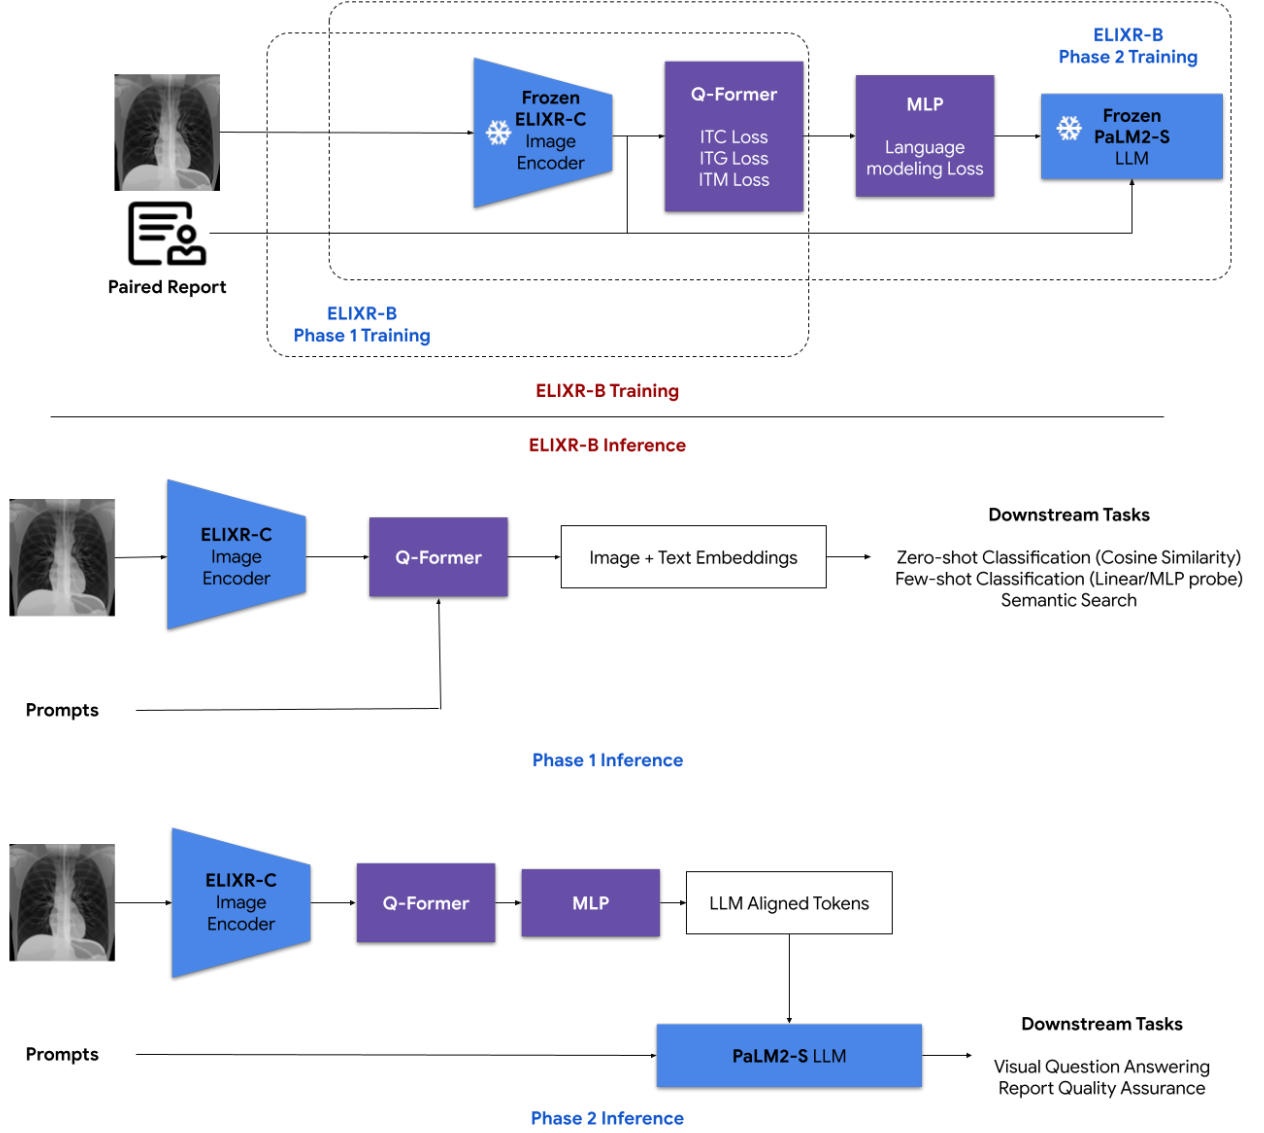 ELIXR-B
Phase 2 Training
Frozen
ELIXR-C
Image
Encoder
Q-Former
ITC Loss
ITG Loss
ITM Loss
MLP
Language
modeling Loss
Frozen
PaLM2-S
LLM
Paired Report
ELIXR-B
Phase 1 Training
ELIXR-B Training
ELIXR-B Inference
ELIXR-C
Image
Encoder
Q-Former
Image + Text Embeddings
Downstream Tasks
Zero-shot Classification (Cosine Similarity)
Few-shot Classification (Linear/MLP probe)
Semantic Search
Prompts
Phase 1 Inference
ELIXR-C
Image
Encoder
Q-Former
MLP
LLM Aligned Tokens
Prompts
PaLM2-S LLM
Downstream Tasks
Visual Question Answering
Report Quality Assurance
Phase 2 Inference